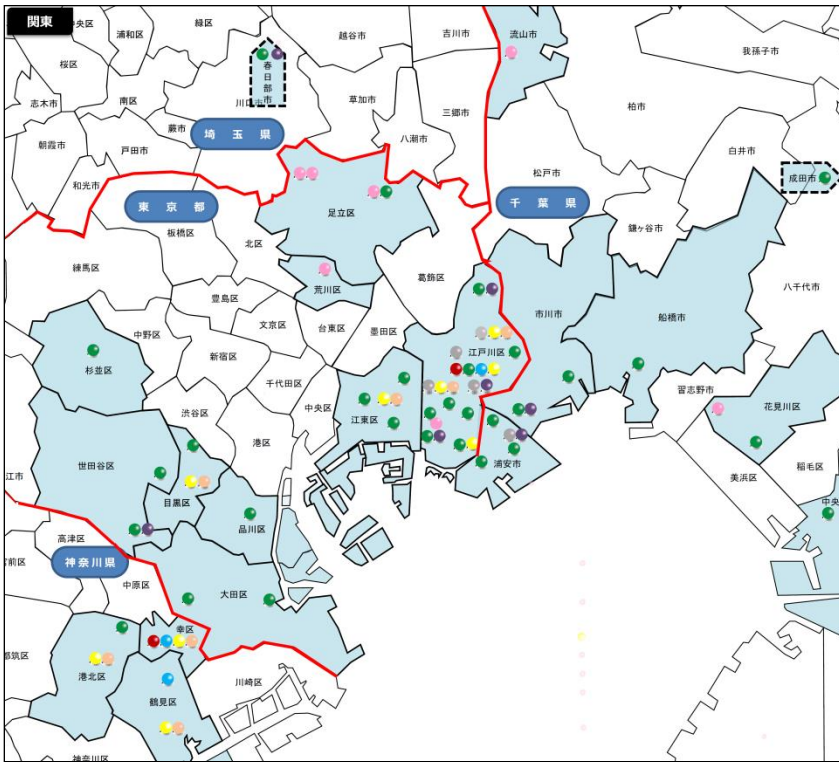 関東
中央区
浦和区
緑区
越谷市
吉川市
流山市
我孫子市
桜区
春日部市
志木市
南区
川口市
草加市
三郷市
柏市
朝霞市
蕨市
埼玉県
八潮市
戸田市
白井市
和光市
松戸市
成田市
東京都
千葉県
足立区
板橋区
鎌ヶ谷市
北区
練馬区
葛飾区
荒川区
八千代市
豊島区
市川市
船橋市
文京区
台東区
墨田区
中野区
江戸川区
新宿区
杉並区
千代田区
習志野市
渋谷区
中央区
花見川区
江東区
港区
世田谷区
浦安市
稲毛区
江市
美浜区
目黒区
中央
品川区
高津区
宮前区
神奈川県
中原区
大田区
幸区
都筑区
港北区
川崎区
鶴見区
神奈川区